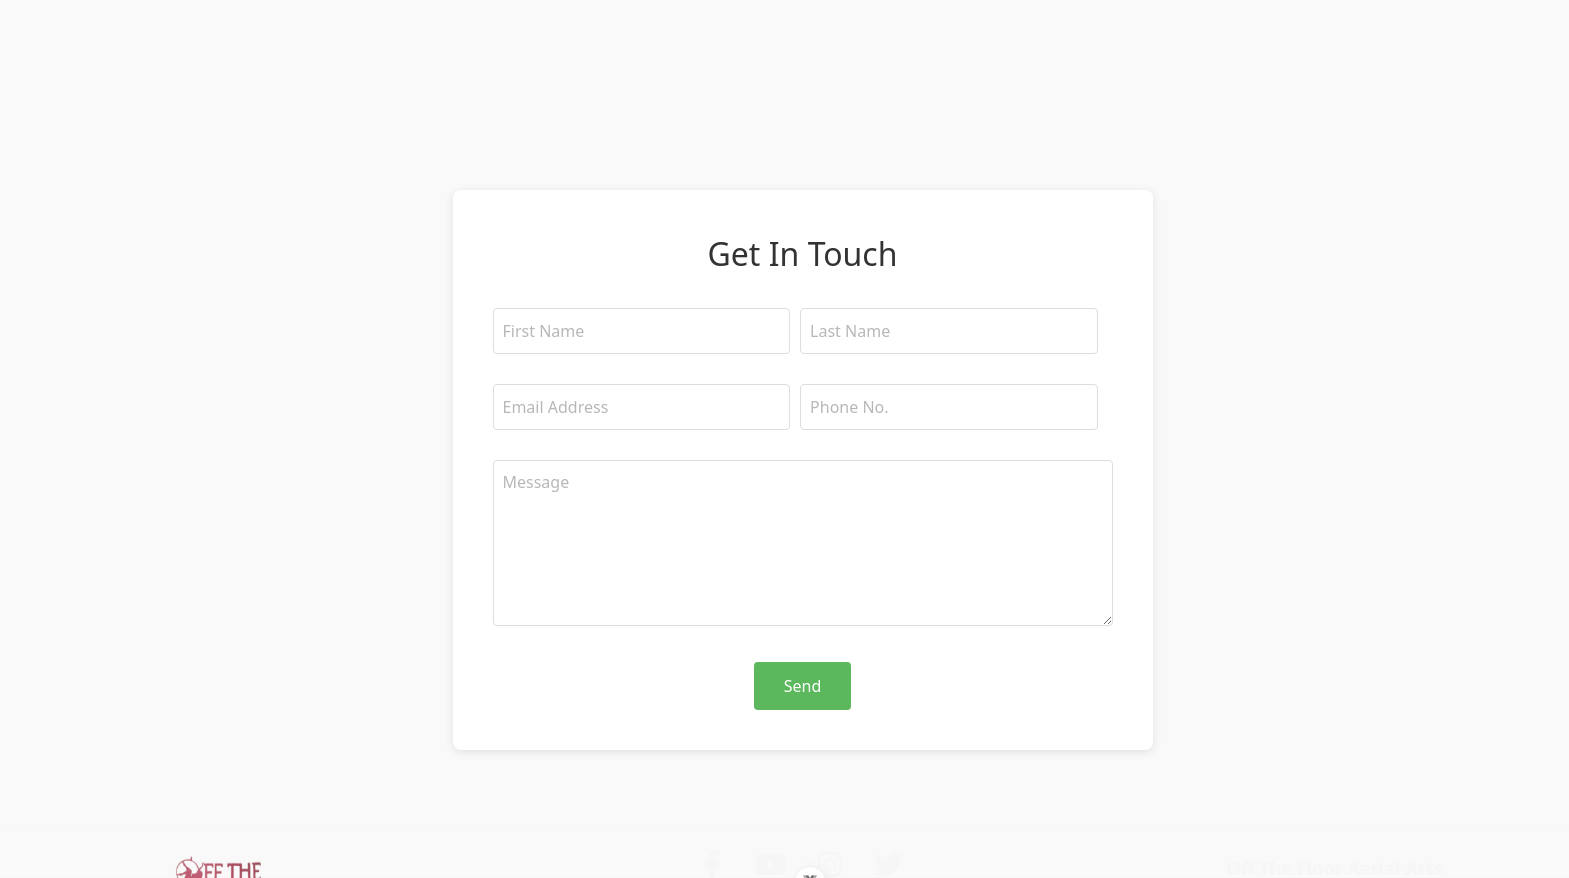 Get In Touch
First Name
Last Name
Email Address
Phone No.
Message
Send
FF THE
Off The Floor Aerial Arts